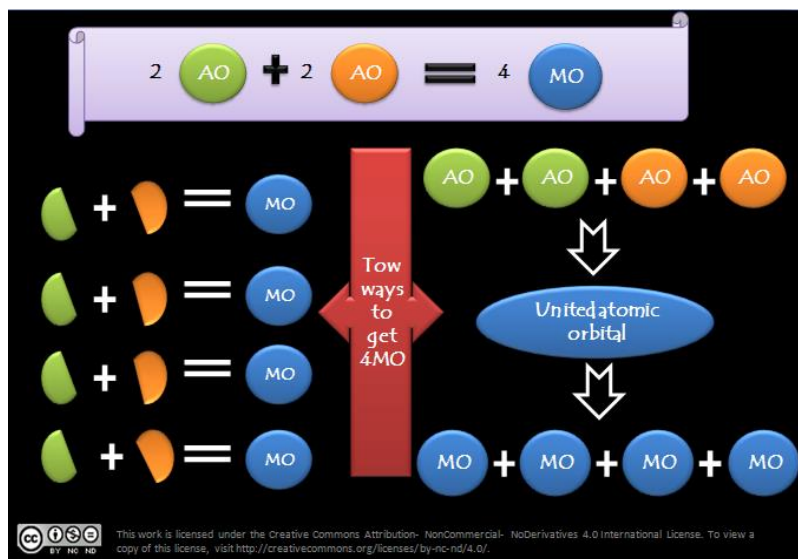 2 AO + 2 AO = 4 MO
AO + AO + AO + AO
+ = MO
+ = MO
+ = MO
+ = MO
Tow
ways
to
get
4MO
United atomic
orbital
MO + MO + MO + MO
cc BY NC ND
This work is licensed under the Creative Commons Attribution- NonCommercial- NoDerivatives 4.0 International License. To view a
copy of this license, visit http://creativecommons.org/licenses/by-nc-nd/4.0/.